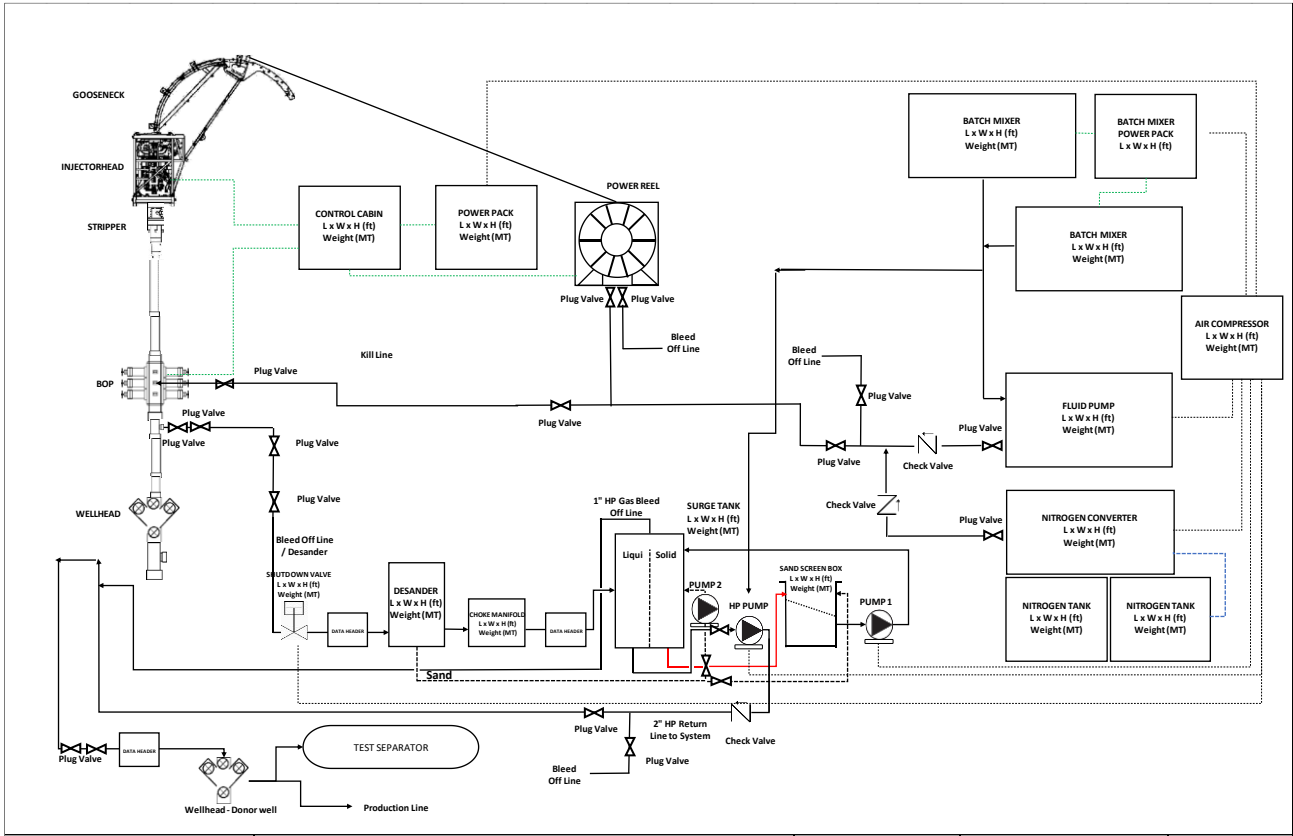 GOOSENECK
INJECTORHEAD
STRIPPER
BOP
WELLHEAD
CONTROL CABIN
L x W x H (ft)
Weight (MT)
POWER PACK
L x W x H (ft)
Weight (MT)
POWER REEL
Plug Valve
Plug Valve
Bleed
Off Line
BATCH MIXER
L x W x H (ft)
Weight (MT)
BATCH MIXER
POWER PACK
L x W x H (ft)
BATCH MIXER
L x W x H (ft)
Weight (MT)
AIR COMPRESSOR
L x W x H (ft)
Weight (MT)
Kill Line
Plug Valve
Plug Valve
Bleed
Off Line
Plug Valve
Plug Valve
Check Valve
Plug Valve
FLUID PUMP
L x W x H (ft)
Weight (MT)
Plug Valve
Plug Valve
Plug Valve
Plug Valve
Check Valve
Plug Valve
NITROGEN CONVERTER
L x W x H (ft)
Weight (MT)
NITROGEN TANK
L x W x H (ft)
Weight (MT)
NITROGEN TANK
L x W x H (ft)
Weight (MT)
Bleed Off Line
/ Desander
SHUTDOWN VALVE
L x W x H (ft)
Weight (MT)
DATA HEADER
DESANDER
L x W x H (ft)
Weight (MT)
CHOKE MANIFOLD
L x W x H (ft)
Weight (MT)
DATA HEADER
1" HP Gas Bleed
Off Line
SURGE TANK
L x W x H (ft)
Weight (MT)
Liqui
Solid
PUMP 2
HP PUMP
SAND SCREEN BOX
L x W x H (ft)
Weight (MT)
PUMP 1
Sand
Plug Valve
2" HP Return
Line to System
Check Valve
Plug Valve
Bleed
Off Line
Plug Valve
DATA HEADER
TEST SEPARATOR
Wellhead - Donor well
Production Line